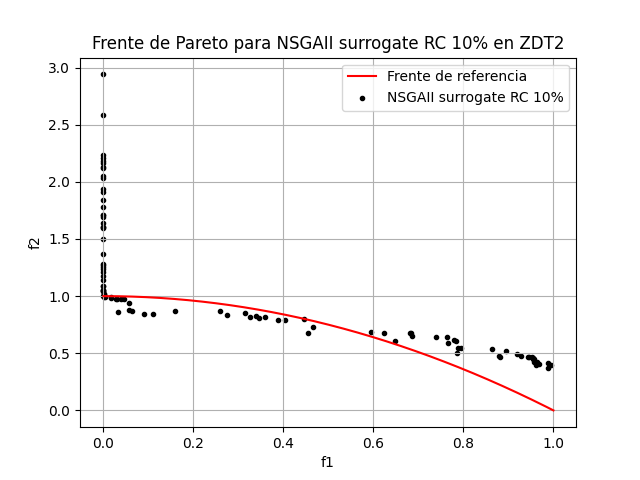 Frente de Pareto para NSGAII surrogate RC 10% en ZDT2
Frente de referencia
NSGAII surrogate RC 10%
3.0
2.5
2.0
1.5
1.0
0.5
0.0
f2
0.0 0.2 0.4 0.6 0.8 1.0
f1